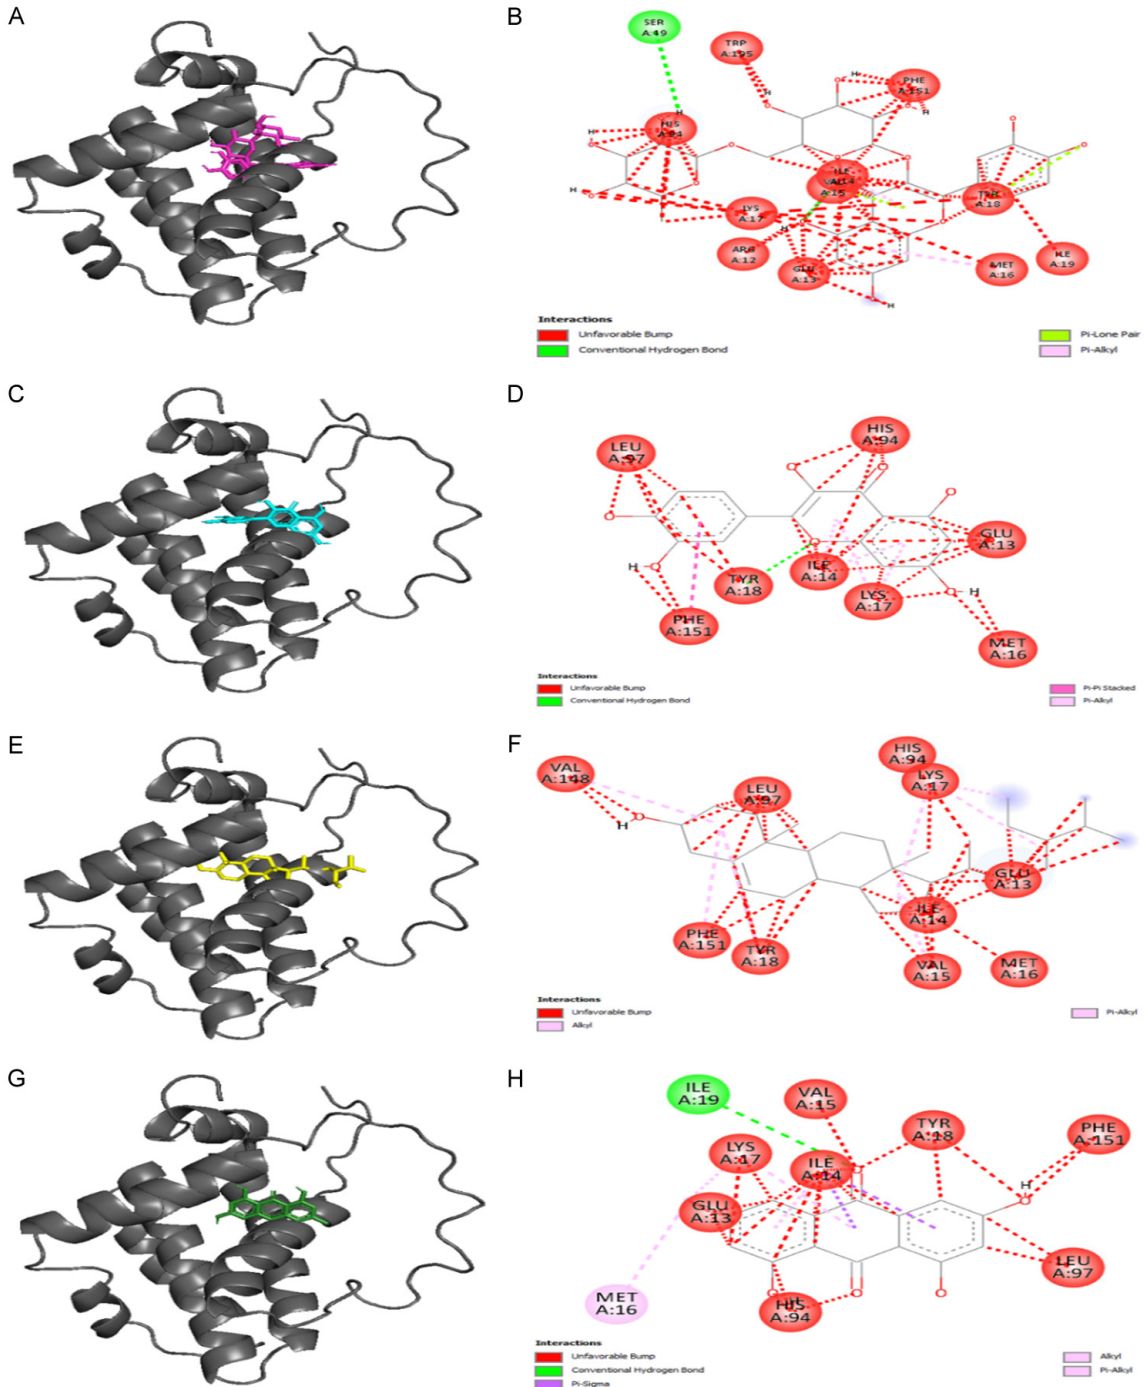 A
B
SER
A:49
TRP
A:195
PHE
A:151
H
H
H
HIS
H
ILE
VAL
A:15
A:18
LYS
A:17
H
H
ARG
A:12
GLU
A:13
MET
A:16
ILE
A:19
H
Interactions
Unfavorable Bump
Pi-Lone Pair
Conventional Hydrogen Bond
Pi-Alkyl
C
D
LEU
A:97
HIS
A:94
O
O
O
O
O
GLU
A:13
H
O
TYR
A:18
ILE
A:14
LYS
A:17
O
H
PHE
A:151
MET
A:16
Interactions
Unfavorable Bump
Pi-Pi Stacked
Conventional Hydrogen Bond
Pi-Alkyl
E
F
VAL
A:148
HIS
A:94
LYS
A:17
LEU
A:97
O
H
GLU
A:13
ILE
A:14
PHE
A:151
TYR
A:18
VAL
A:15
MET
A:16
Interactions
Unfavorable Bump
Pi-Alkyl
Alkyl
G
H
ILE
A:19
VAL
A:15
TYR
A:18
PHE
A:151
LYS
A:17
ILE
A:14
H
O
GLU
A:13
LEU
A:97
MET
A:16
HIS
A:94
O
O
Interactions
Unfavorable Bump
Alkyl
Conventional Hydrogen Bond
Pi-Alkyl
Pi-Sigma